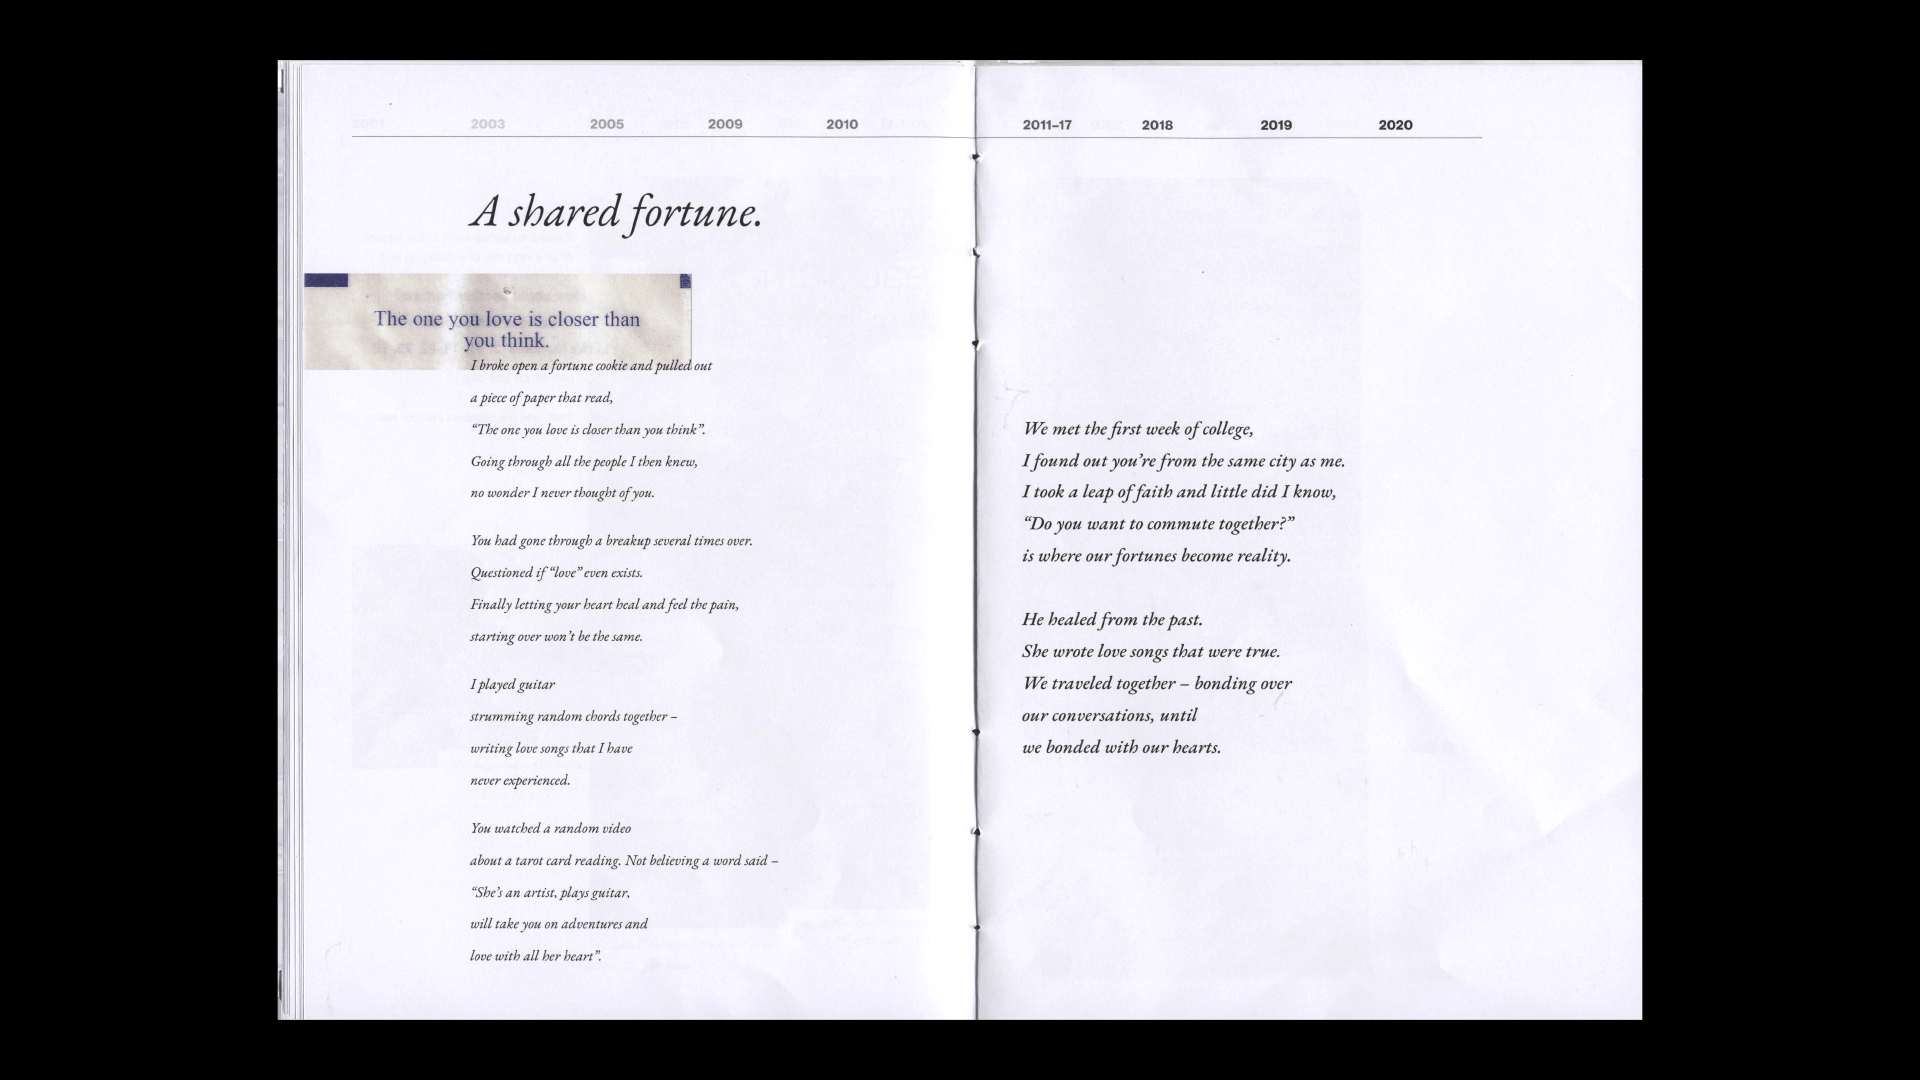 2003 2005 2009 2010
A shared fortune.
The one you love is closer than
you think.
I broke open a fortune cookie and pulled out
a piece of paper that read,
“The one you love is closer than you think”.
Going through all the people I then knew,
no wonder I never thought of you.
You had gone through a breakup several times over.
Questioned if “love” even exists.
Finally letting your heart heal and feel the pain,
starting over won’t be the same.
I played guitar
strumming random chords together –
writing love songs that I have
never experienced.
You watched a random video
about a tarot card reading. Not believing a word said –
“She’s an artist, plays guitar,
will take you on adventures and
love with all her heart”.
2011–17 2018 2019 2020
We met the first week of college,
I found out you’re from the same city as me.
I took a leap of faith and little did I know,
“Do you want to commute together?”
is where our fortunes become reality.
He healed from the past.
She wrote love songs that were true.
We traveled together – bonding over
our conversations, until
we bonded with our hearts.